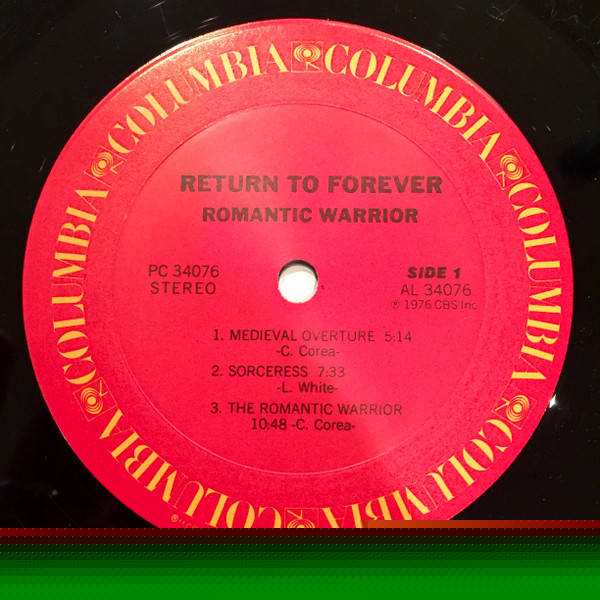 COLUMBIA COLUMBIA COLUMBIA COLUMBIA COLUMBIA COLUMBIA
RETURN TO FOREVER
ROMANTIC WARRIOR
PC 34076
STEREO
SIDE 1
AL 34076
℗ 1976 CBS Inc.
1. MEDIEVAL OVERTURE 5:14
-C. Corea-
2. SORCERESS 7:33
-L. White-
3. THE ROMANTIC WARRIOR
10:48 -C. Corea-